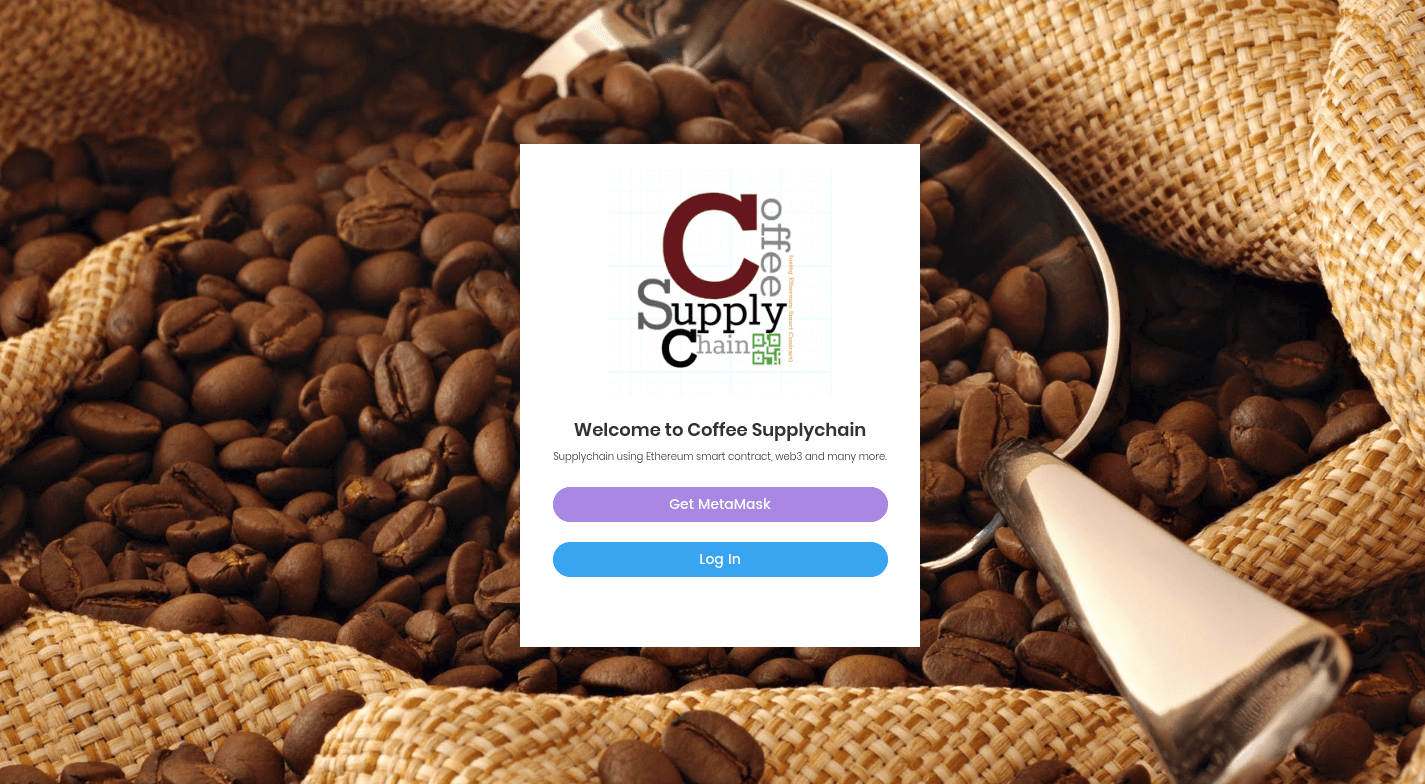 Coffee
Supply
Chain
(using Ethereum Smart Contract)
Welcome to Coffee Supplychain
Supplychain using Ethereum smart contract, web3 and many more.
Get MetaMask
Log In